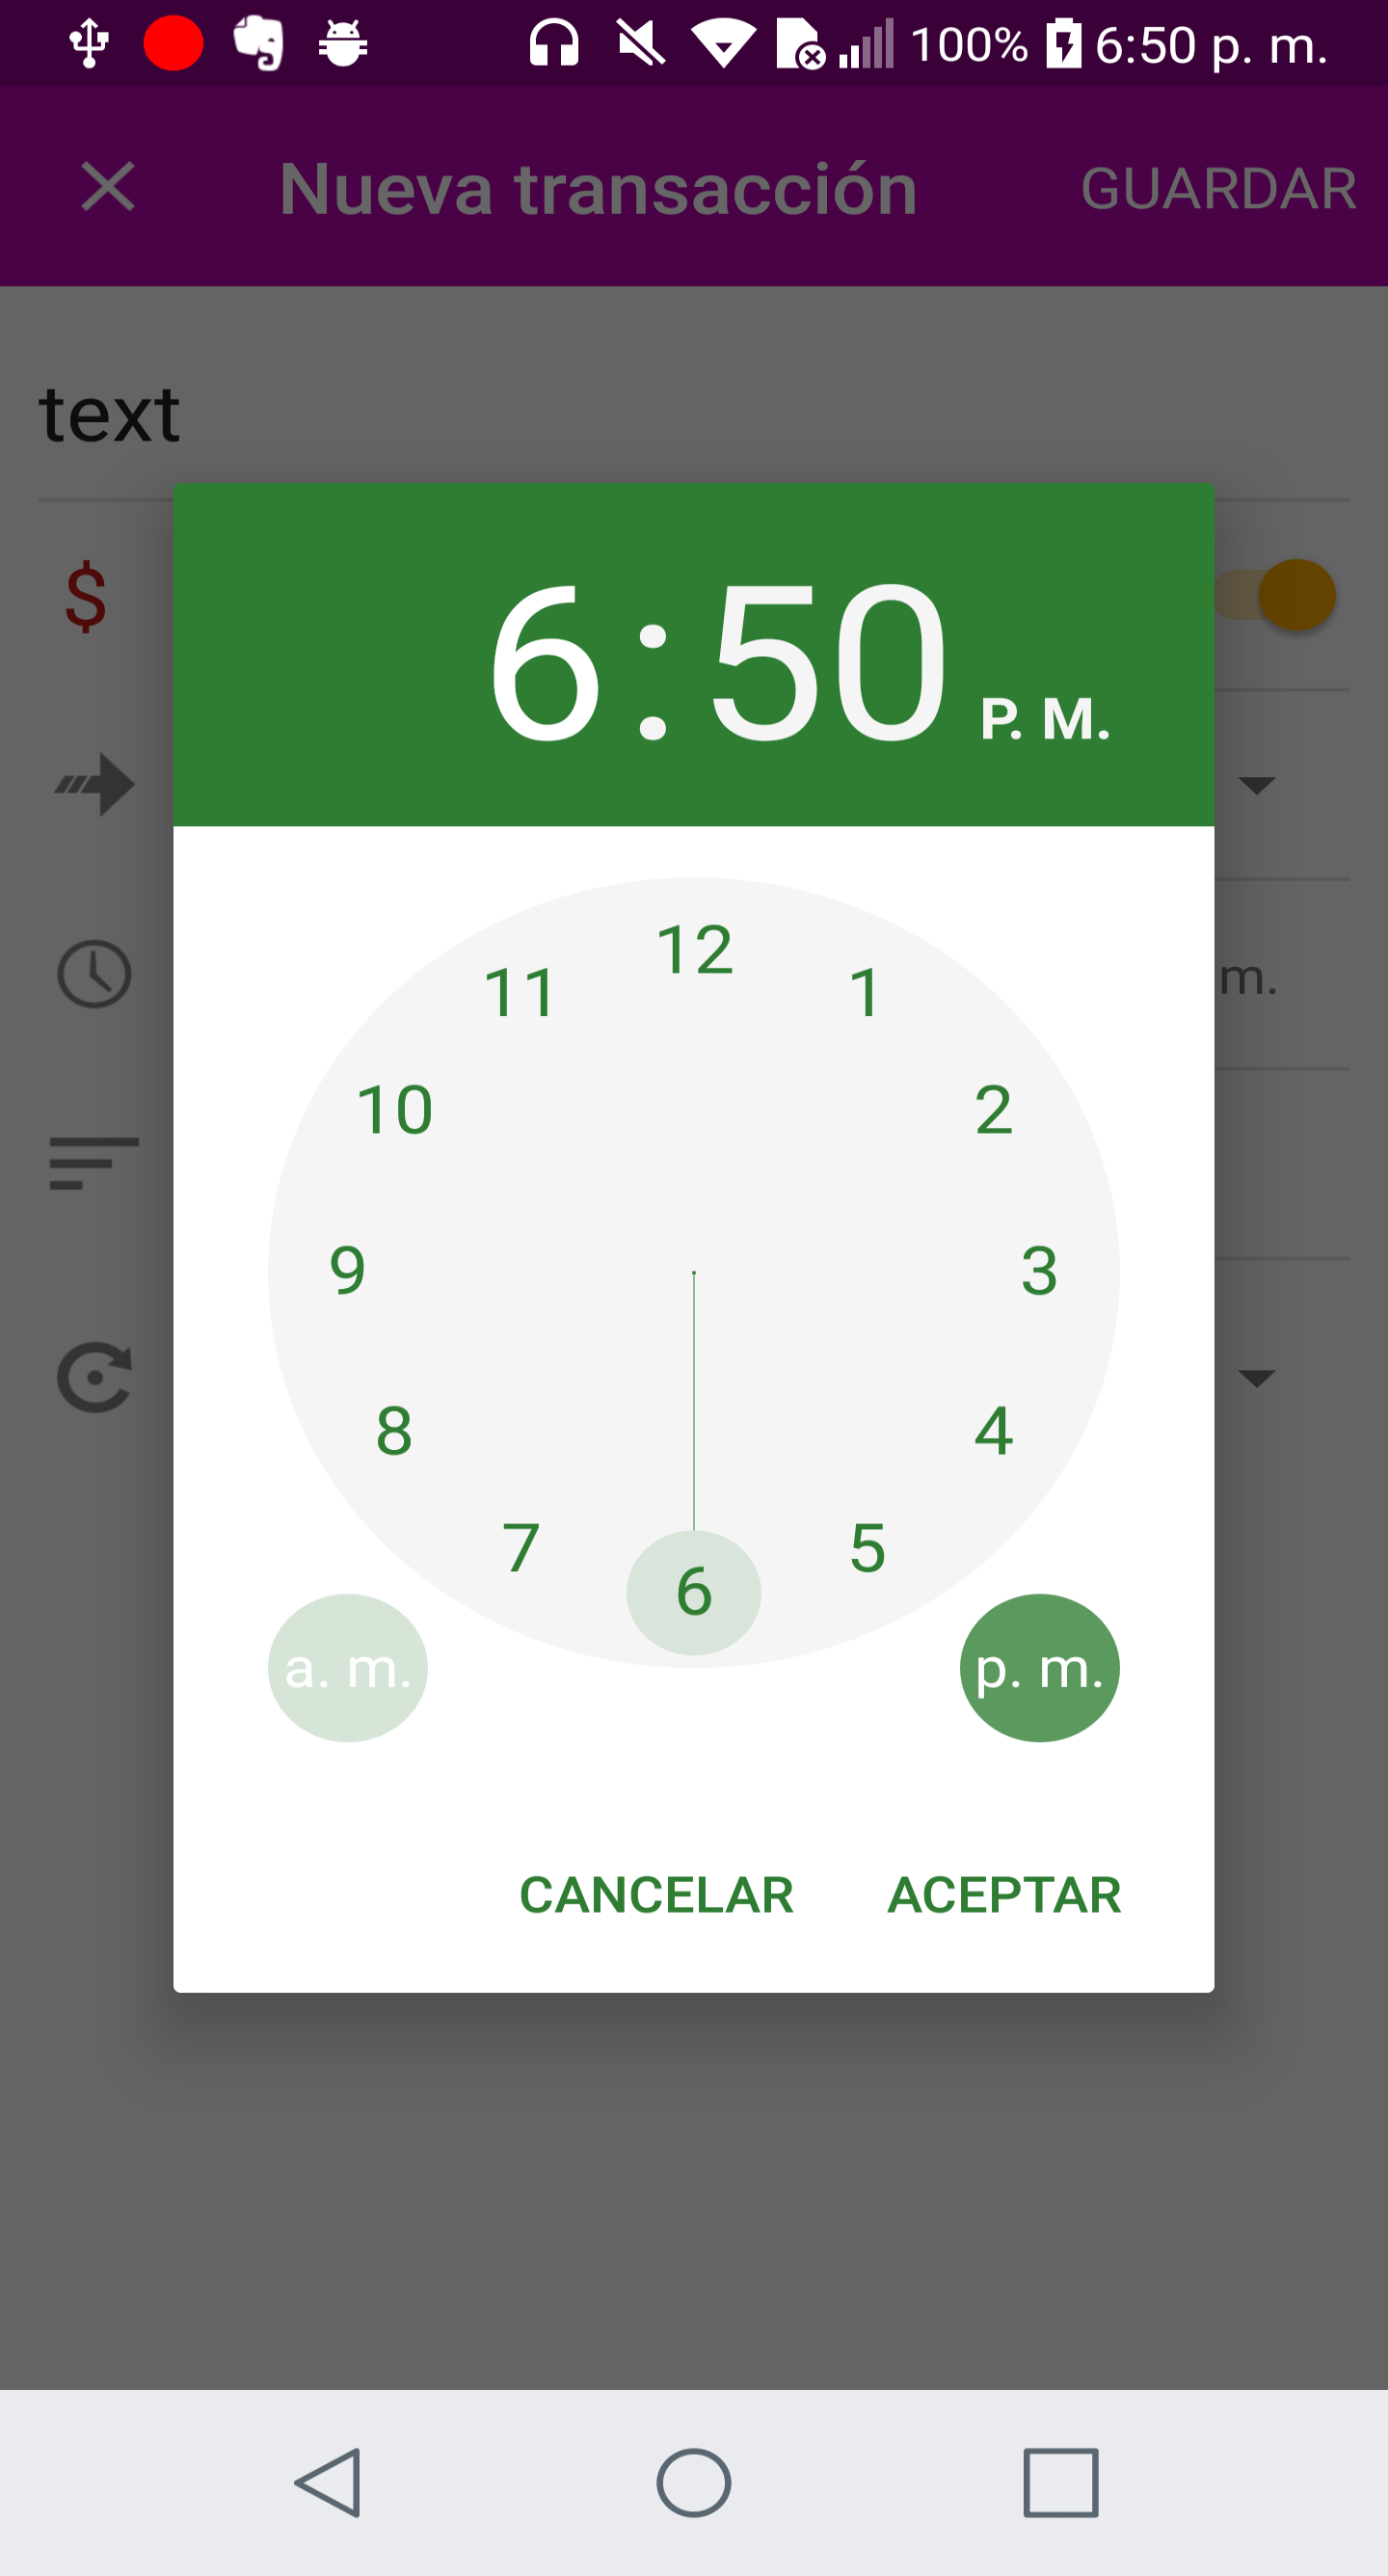 100% 6:50 p. m.
Nueva transacción GUARDAR
text
$
6:50 P. M.
m.
12
11 1
10 2
9 3
8 4
7 5
6
a. m. p. m.
CANCELAR ACEPTAR